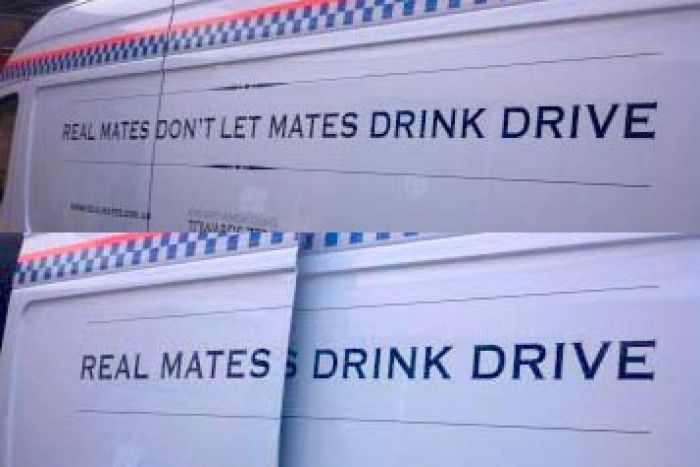 REAL MATES DON'T LET MATES DRINK DRIVE
REAL MATES S DRINK DRIVE